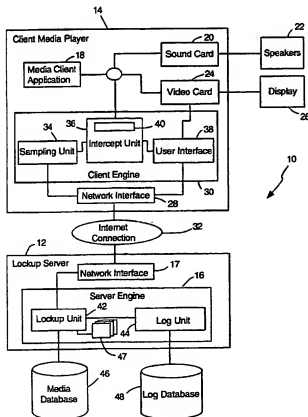 14
Client Media Player
20
Sound Card
22
Speakers
18
Media Client
Application
24
Video Card
Display
26
10
34
36
40
38
Sampling Unit
Intercept Unit
User Interface
Client Engine
30
Network Interface
28
Internet
Connection
32
12
Lockup Server
Network Interface
17
16
Server Engine
42
Lockup Unit
44
Log Unit
47
46
Media
Database
48
Log Database